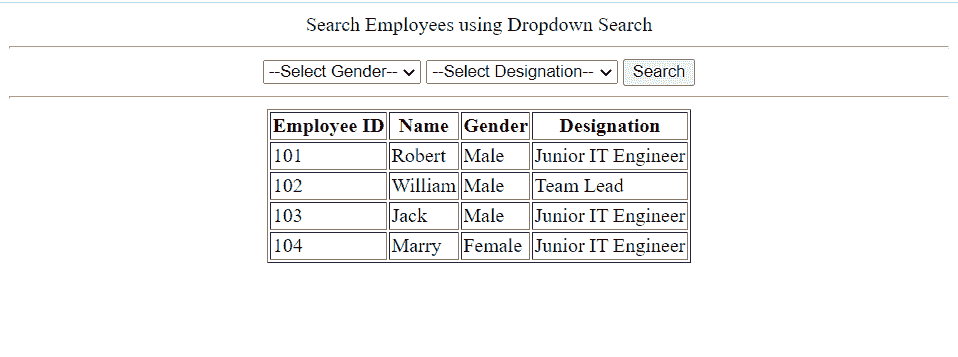 Search Employees using Dropdown Search
--Select Gender-- --Select Designation-- Search
Employee ID Name Gender Designation
101 Robert Male Junior IT Engineer
102 William Male Team Lead
103 Jack Male Junior IT Engineer
104 Marry Female Junior IT Engineer